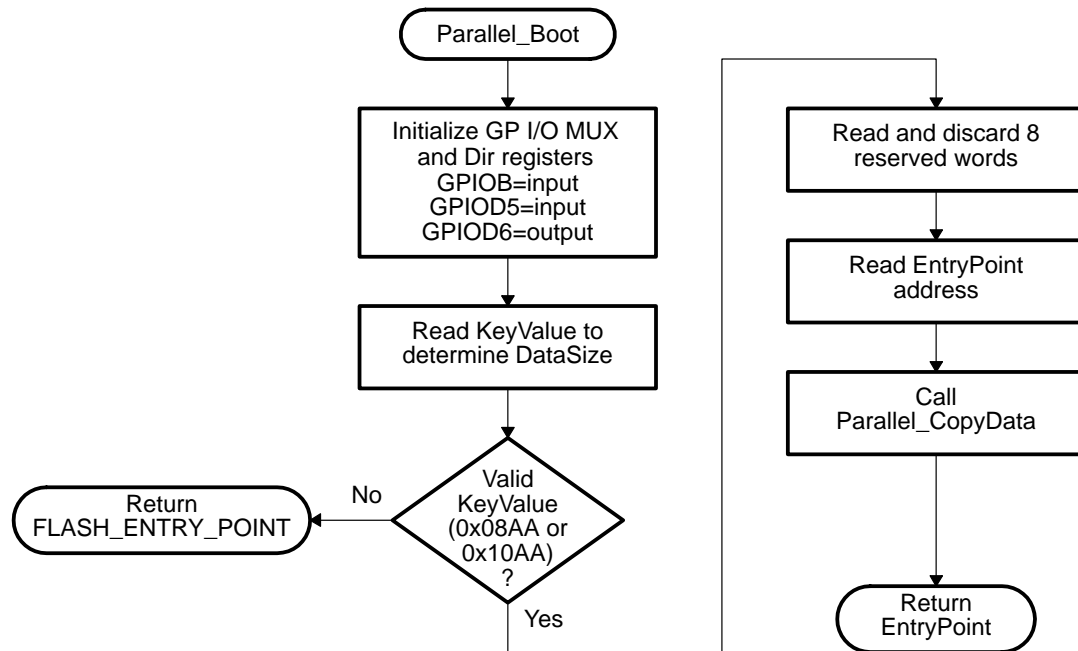 Parallel_Boot
Initialize GP I/O MUX
and Dir registers
GPIOB=input
GPIOD5=input
GPIOD6=output
Read KeyValue to
determine DataSize
Valid
KeyValue
(0x08AA or
0x10AA)
?
No
Return
FLASH_ENTRY_POINT
Yes
Read and discard 8
reserved words
Read EntryPoint
address
Call
Parallel_CopyData
Return
EntryPoint